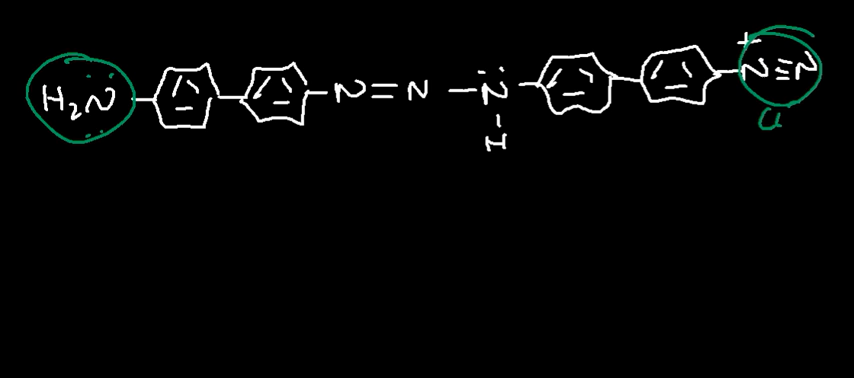 H₂N̈ N = N - N̈ N⁺ ≡ N
H
Cl